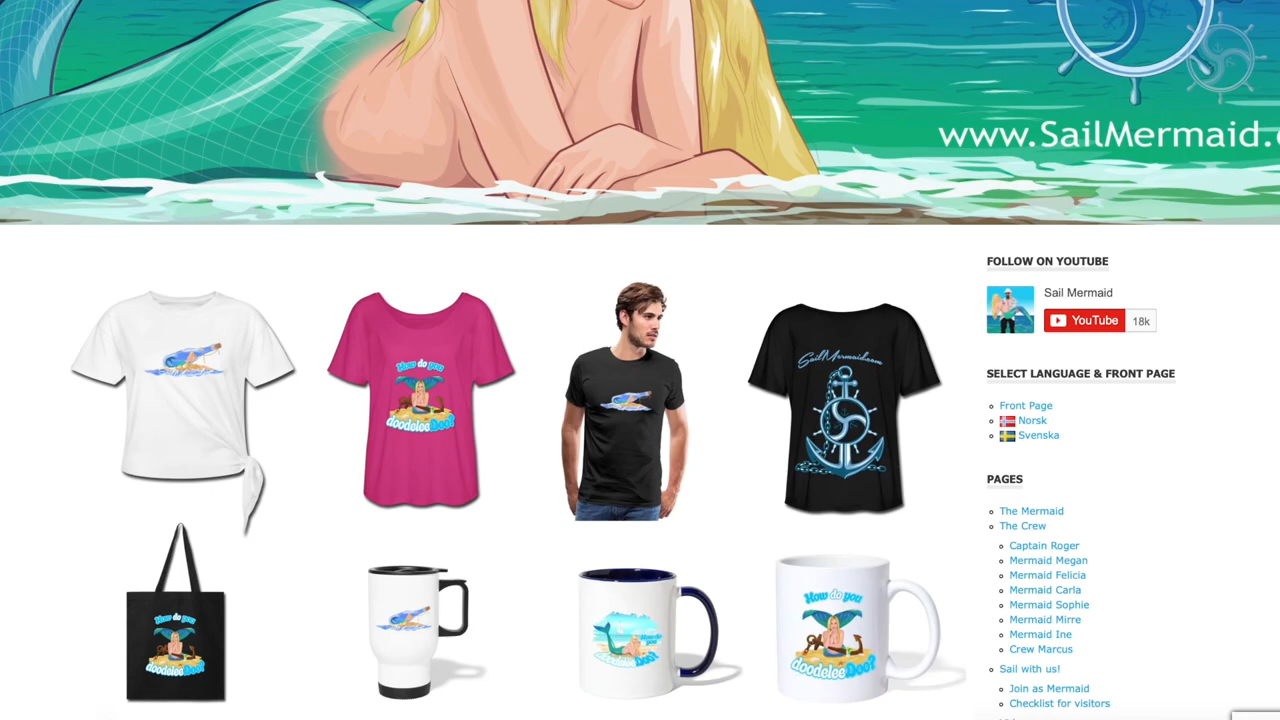 www.SailMermaid.
FOLLOW ON YOUTUBE
Sail Mermaid
YouTube 18k
SELECT LANGUAGE & FRONT PAGE
Front Page
Norsk
Svenska
PAGES
The Mermaid
The Crew
Captain Roger
Mermaid Megan
Mermaid Felicia
Mermaid Carla
Mermaid Sophie
Mermaid Mirre
Mermaid Ine
Crew Marcus
Sail with us!
Join as Mermaid
Checklist for visitors
How do you
doodeleeDoo?
SailMermaid.com
How do you
doodeleeDoo?
How do
you
doodeleeDoo?
How do you
doodeleeDoo?